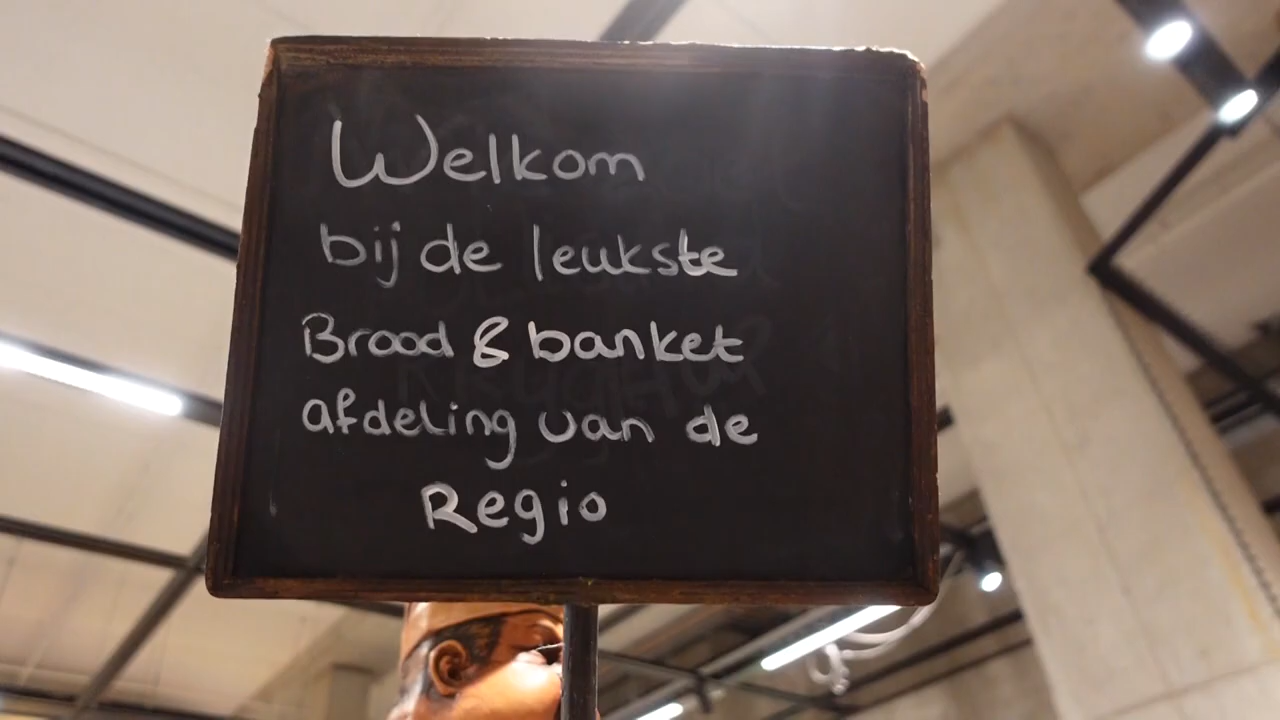 Welkom
bij de leukste
Brood & banket
afdeling van de
Regio